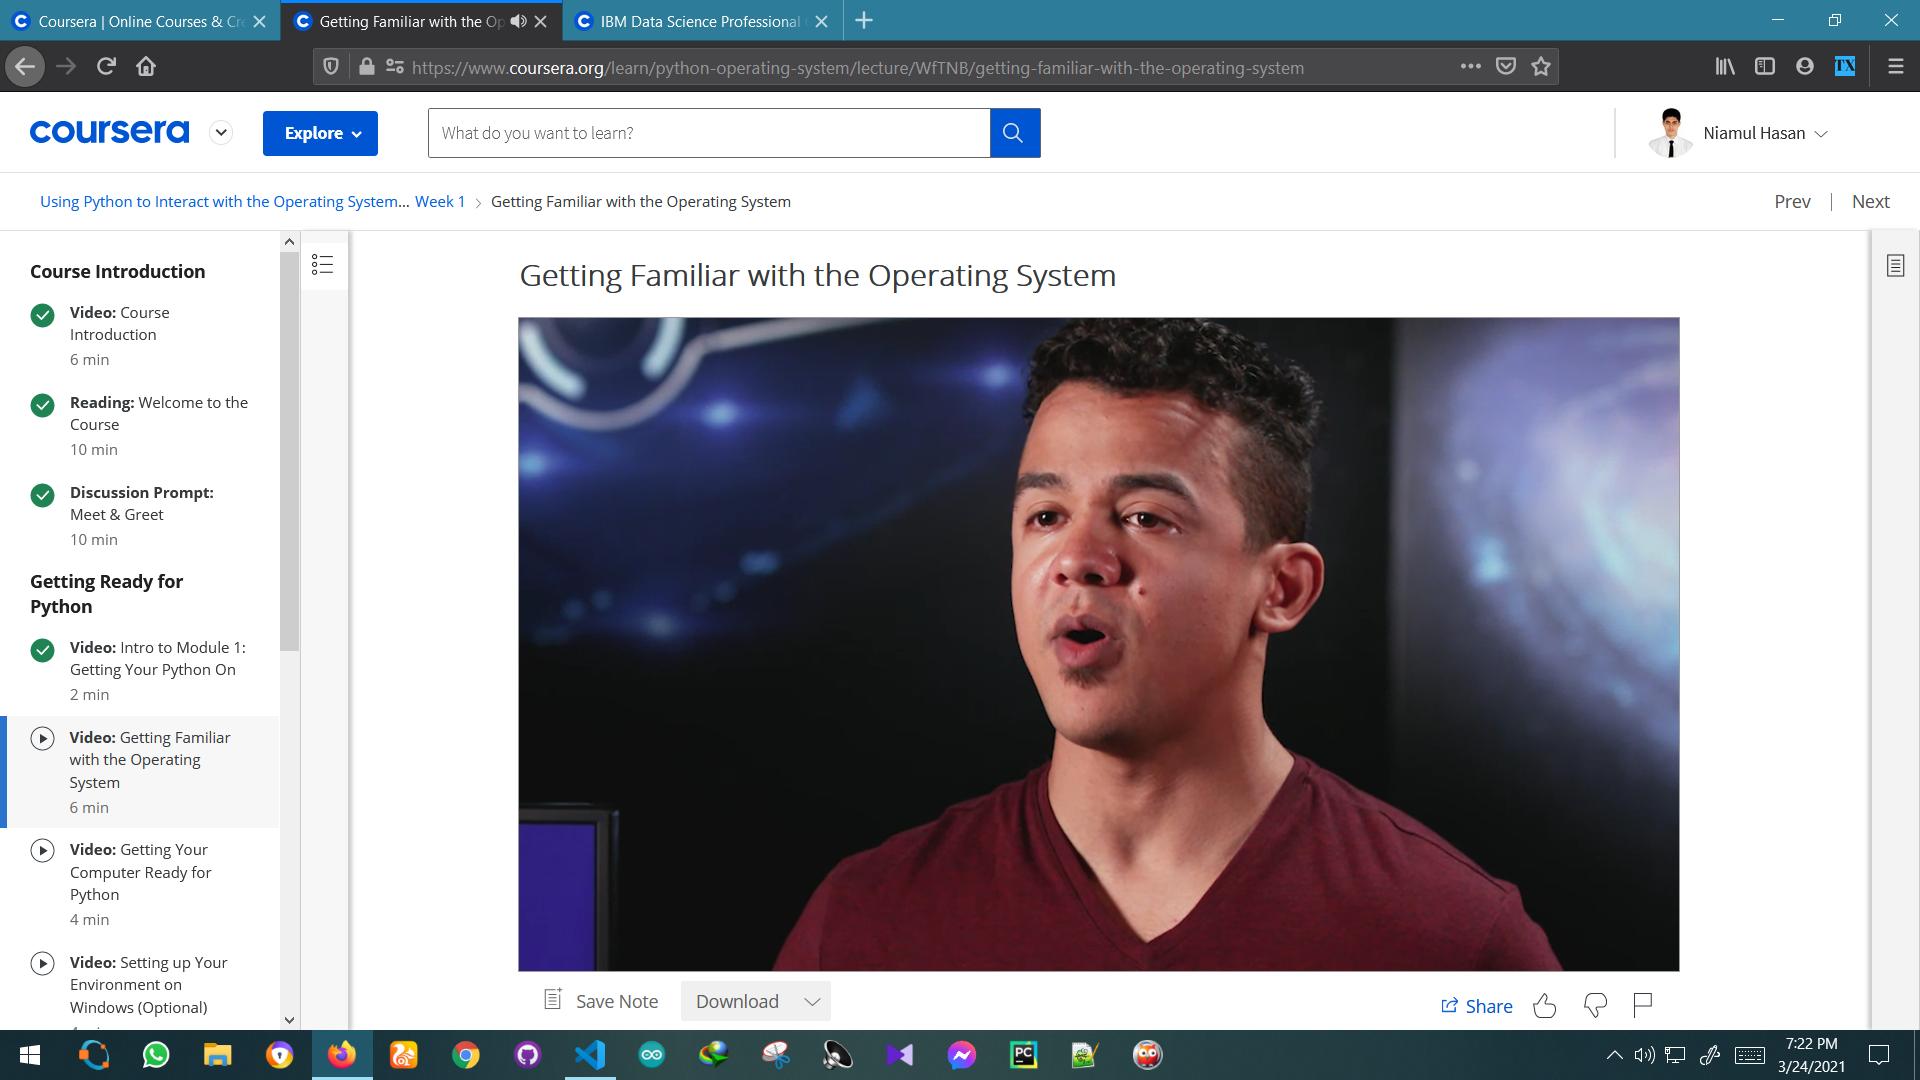 Coursera | Online Courses & Cre
Getting Familiar with the Op
IBM Data Science Professional
https://www.coursera.org/learn/python-operating-system/lecture/WfTNB/getting-familiar-with-the-operating-system
TX
coursera
Explore
What do you want to learn?
Niamul Hasan
Using Python to Interact with the Operating System... Week 1 > Getting Familiar with the Operating System
Prev | Next
Course Introduction
Video: Course
Introduction
6 min
Reading: Welcome to the
Course
10 min
Discussion Prompt:
Meet & Greet
10 min
Getting Ready for
Python
Video: Intro to Module 1:
Getting Your Python On
2 min
Video: Getting Familiar
with the Operating
System
6 min
Video: Getting Your
Computer Ready for
Python
4 min
Video: Setting up Your
Environment on
Windows (Optional)
Getting Familiar with the Operating System
Save Note
Download
Share
PC
7:22 PM
3/24/2021